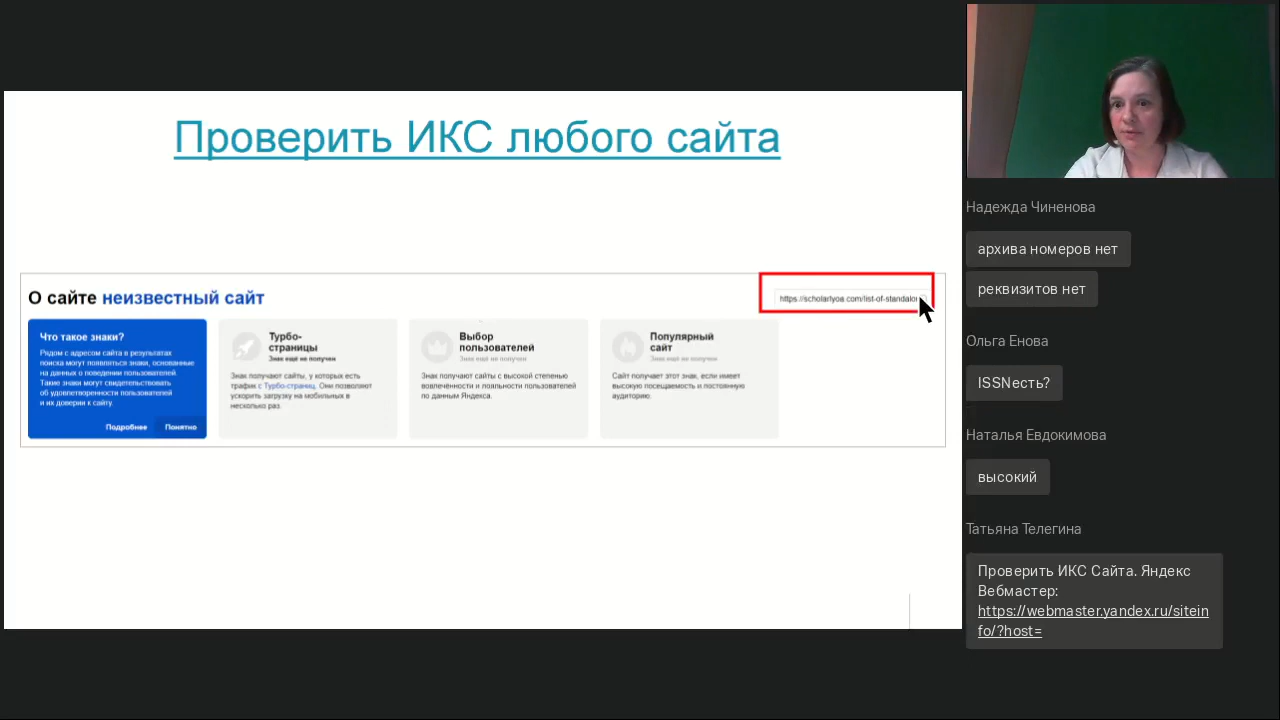 Проверить ИКС любого сайта
О сайте неизвестный сайт
https://scholarlyoa.com/list-of-standalo
Что такое знаки?
Рядом с адресом сайта в результатах
поиска могут появляться знаки, основанные
на данных о поведении пользователей.
Такие знаки могут свидетельствовать
об удовлетворенности пользователей
и их доверии к сайту.
Подробнее Понятно
Турбо-
страницы
Знак ещё не получен
Знак получают сайты, у которых есть
трафик с Турбо-страниц. Они позволяют
ускорить загрузку на мобильных в
несколько раз.
Выбор
пользователей
Знак ещё не получен
Знак получают сайты с высокой степенью
вовлечённости и лояльности пользователей
по данным Яндекса.
Популярный
сайт
Знак ещё не получен
Сайт получает этот знак, если имеет
высокую посещаемость и постоянную
аудиторию.
Надежда Чиненова
архива номеров нет
реквизитов нет
Ольга Енова
ISSNесть?
Наталья Евдокимова
высокий
Татьяна Телегина
Проверить ИКС Сайта. Яндекс
Вебмастер:
https://webmaster.yandex.ru/sitein
fo/?host=